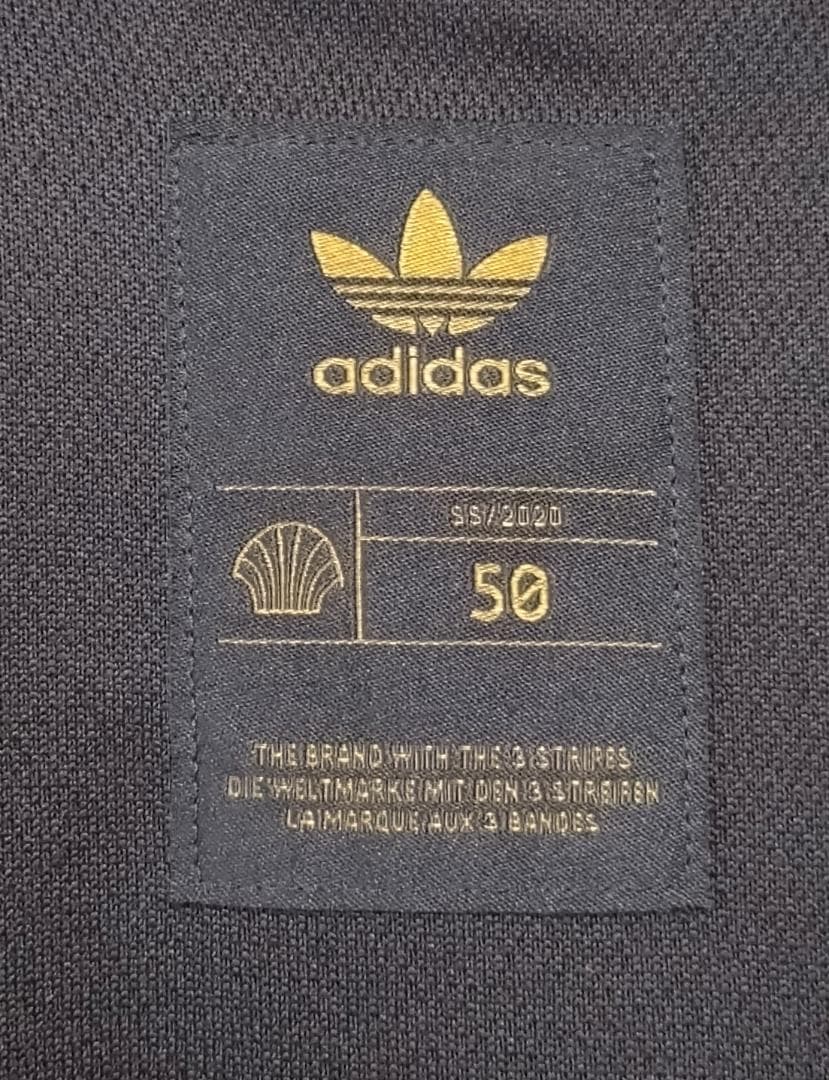 adidas
SS//2020
50
THE BRAND WITH THE 3 STRIPES
DIE WELTMARKE MIT DEN 3 STREIFEN
LA MARQUE AUX 3 BANDES